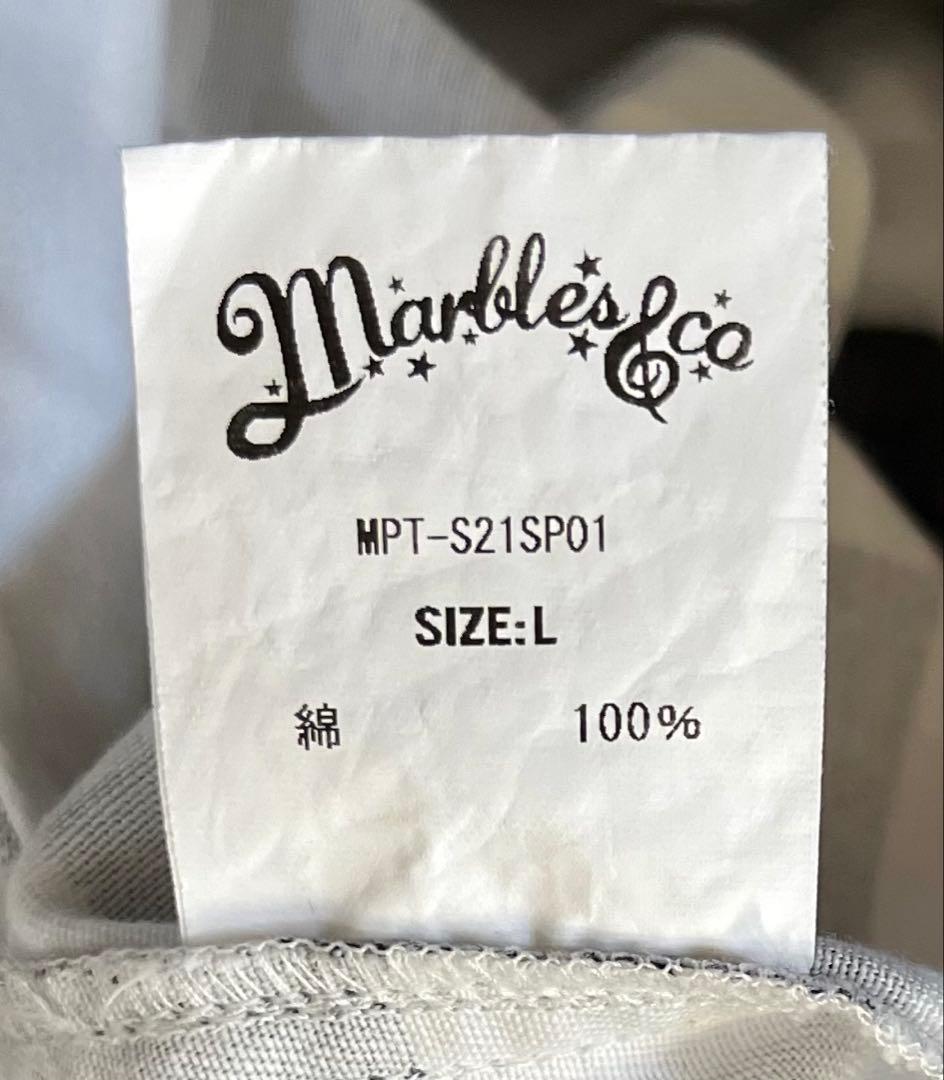 Marbles&co
MPT-S21SP01
SIZE:L
綿 100%